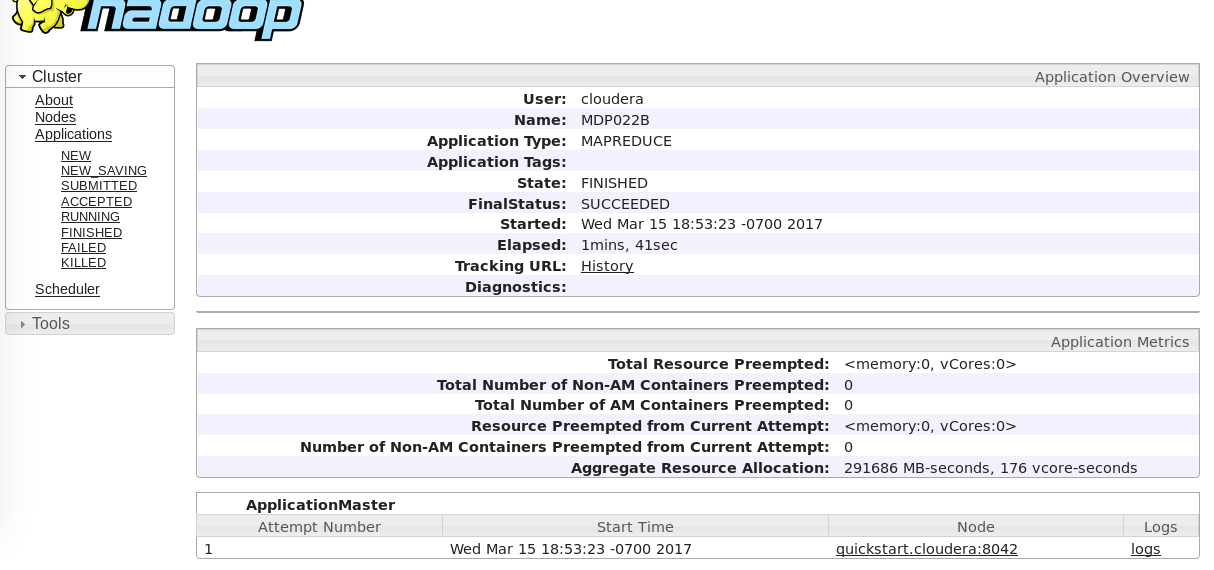 hadoop
Cluster
About
Nodes
Applications
NEW
NEW_SAVING
SUBMITTED
ACCEPTED
RUNNING
FINISHED
FAILED
KILLED
Scheduler
Tools
Application Overview
User: cloudera
Name: MDP022B
Application Type: MAPREDUCE
Application Tags:
State: FINISHED
FinalStatus: SUCCEEDED
Started: Wed Mar 15 18:53:23 -0700 2017
Elapsed: 1mins, 41sec
Tracking URL: History
Diagnostics:
Application Metrics
Total Resource Preempted: <memory:0, vCores:0>
Total Number of Non-AM Containers Preempted: 0
Total Number of AM Containers Preempted: 0
Resource Preempted from Current Attempt: <memory:0, vCores:0>
Number of Non-AM Containers Preempted from Current Attempt: 0
Aggregate Resource Allocation: 291686 MB-seconds, 176 vcore-seconds
ApplicationMaster
Attempt Number Start Time Node Logs
1 Wed Mar 15 18:53:23 -0700 2017 quickstart.cloudera:8042 logs